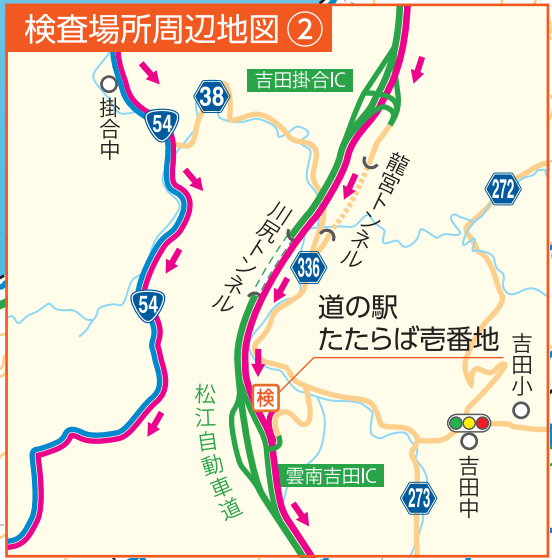 検査場所周辺地図②
吉田掛合IC
38
掛合中
54
龍宮トンネル
272
川尻トンネル
336
54
道の駅
たたらば壱番地
吉田小
検
松江自動車道
吉田中
雲南吉田IC
273